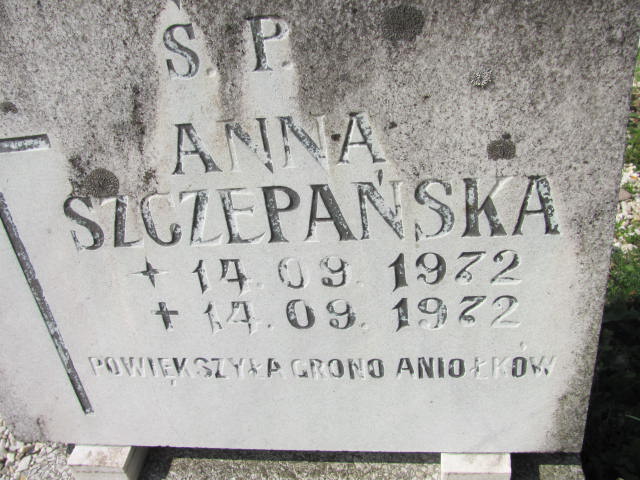 Ś. P.
ANNA
SZCZEPAŃSKA
✦ 14. 09. 1972
+ 14. 09. 1972
POWIĘKSZYŁA GRONO ANIOŁKÓW